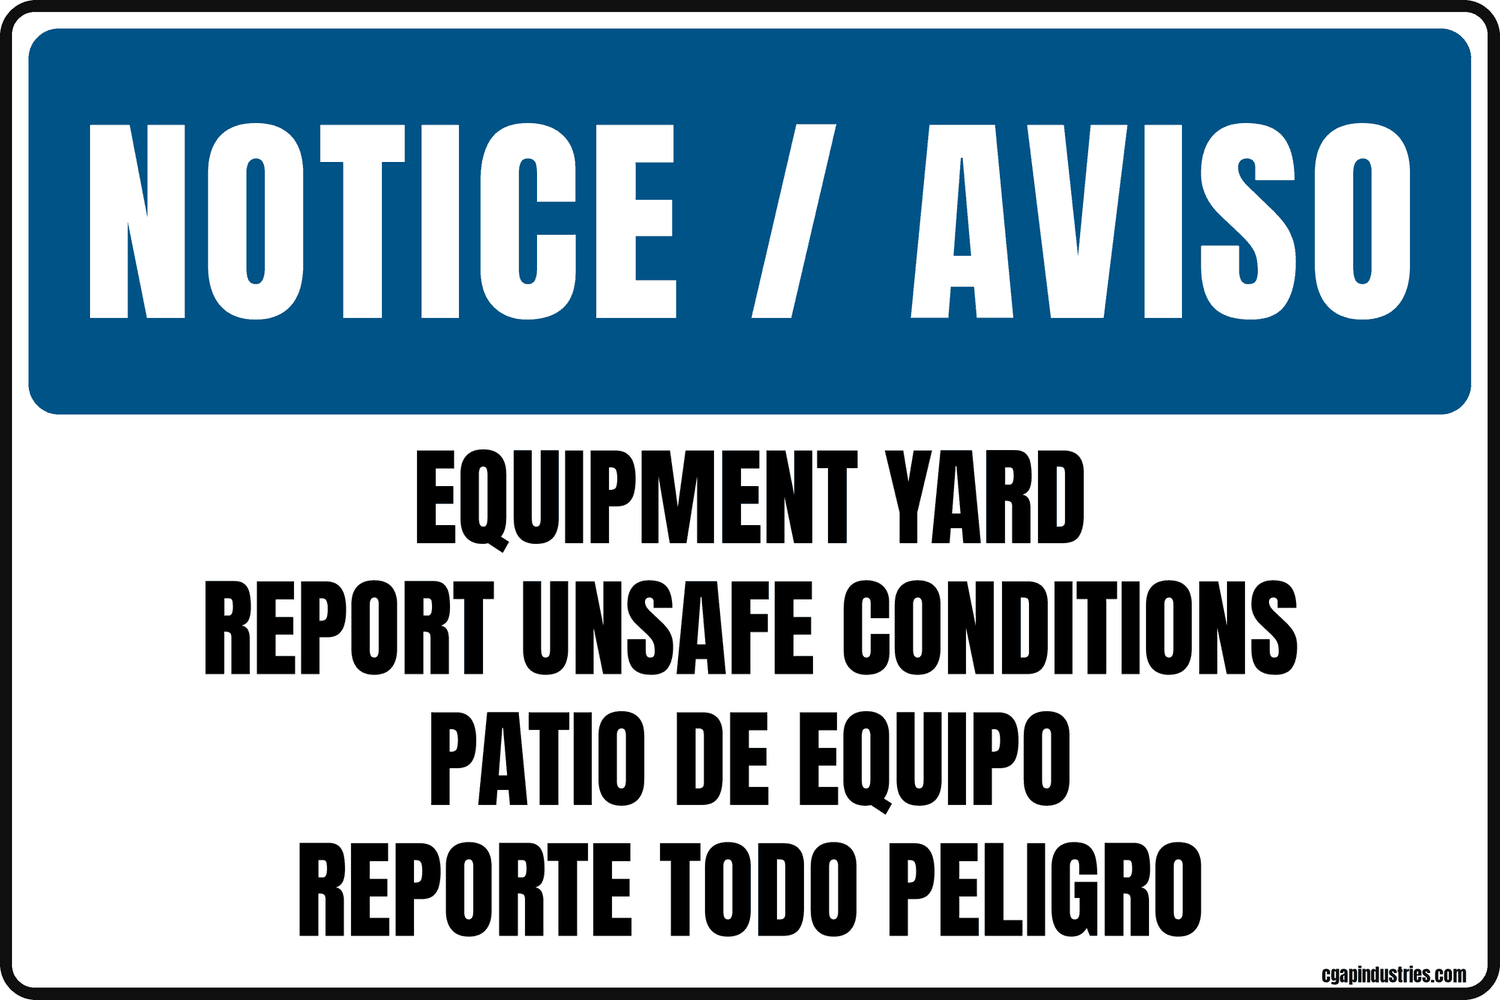 NOTICE / AVISO
EQUIPMENT YARD
REPORT UNSAFE CONDITIONS
PATIO DE EQUIPO
REPORTE TODO PELIGRO
cgapindustries.com